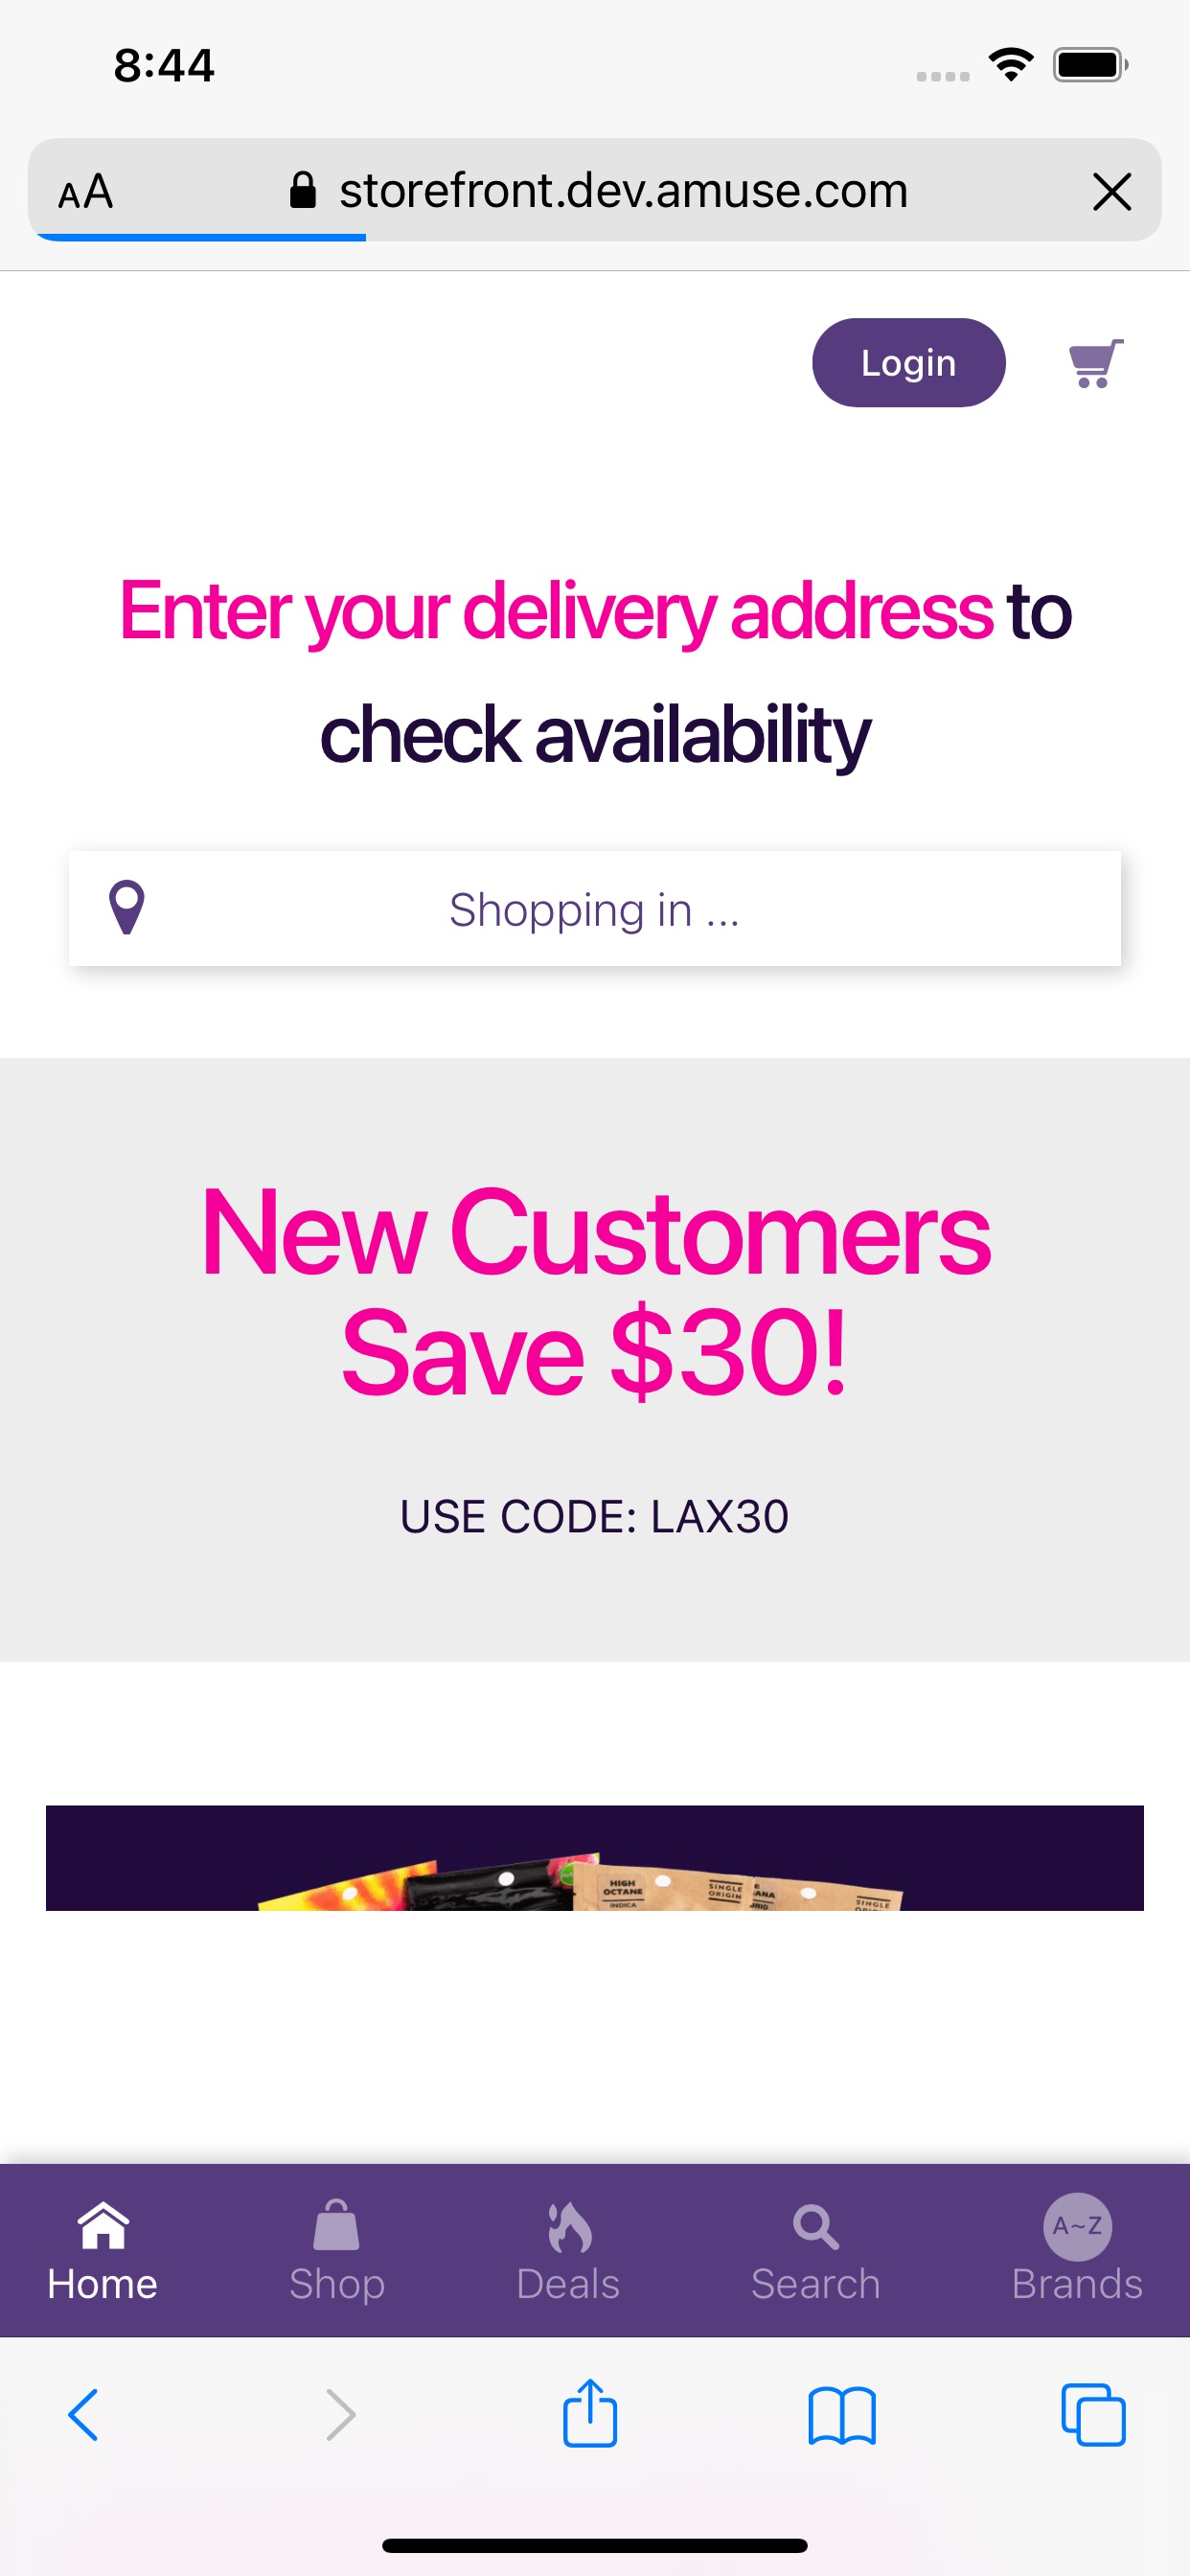 8:44
AA storefront.dev.amuse.com
Login
Enter your delivery address to
check availability
Shopping in ...
New Customers
Save $30!
USE CODE: LAX30
HIGH
OCTANE
INDICA
SINGLE
ORIGIN
SINGLE
Home Shop Deals Search A~Z Brands